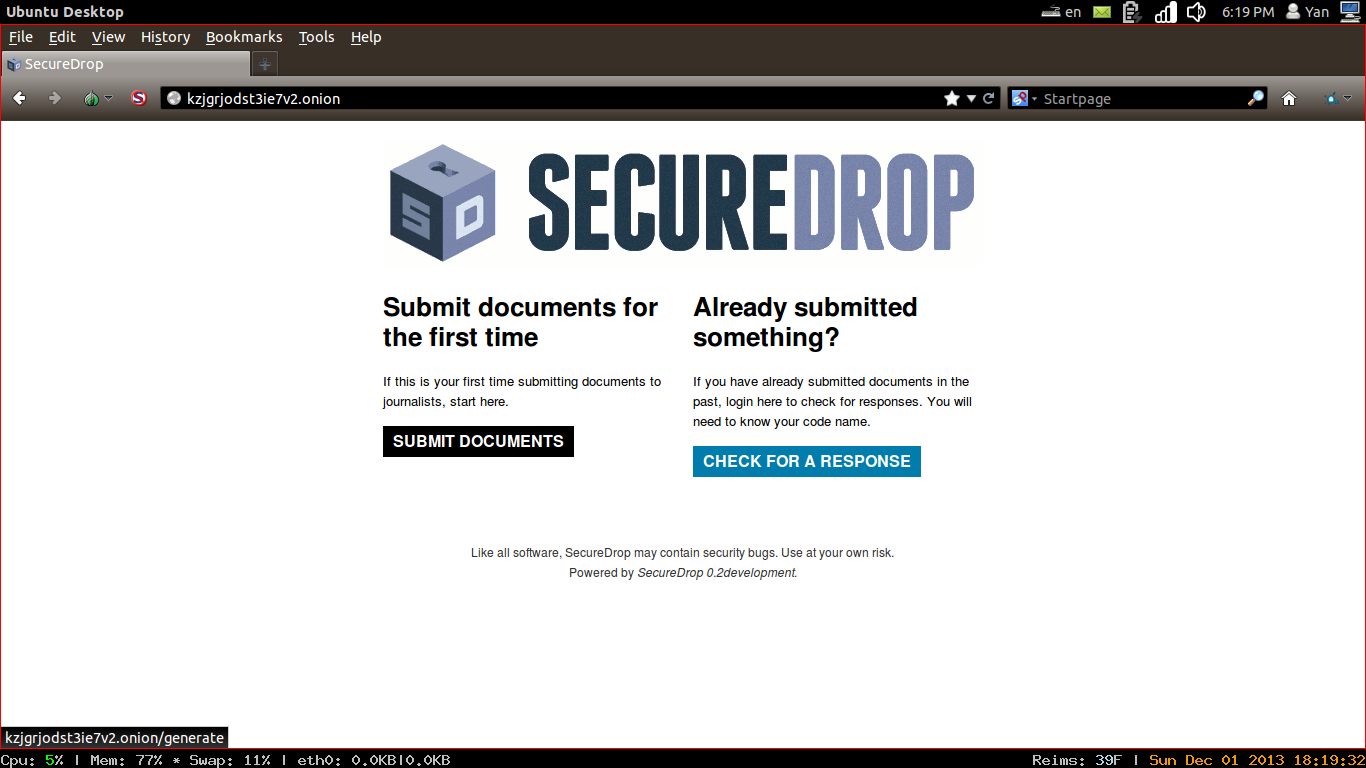 Ubuntu Desktop
en
6:19 PM
Yan
File Edit View History Bookmarks Tools Help
SecureDrop
kzjgrjodst3ie7v2.onion
Startpage
S D
SECUREDROP
Submit documents for
the first time
If this is your first time submitting documents to
journalists, start here.
SUBMIT DOCUMENTS
Already submitted
something?
If you have already submitted documents in the
past, login here to check for responses. You will
need to know your code name.
CHECK FOR A RESPONSE
Like all software, SecureDrop may contain security bugs. Use at your own risk.
Powered by SecureDrop 0.2development.
kzjgrjodst3ie7v2.onion/generate
Cpu: 5% | Mem: 77% * Swap: 11% | eth0: 0.0KB|0.0KB
Reims: 39F | Sun Dec 01 2013 18:19:32